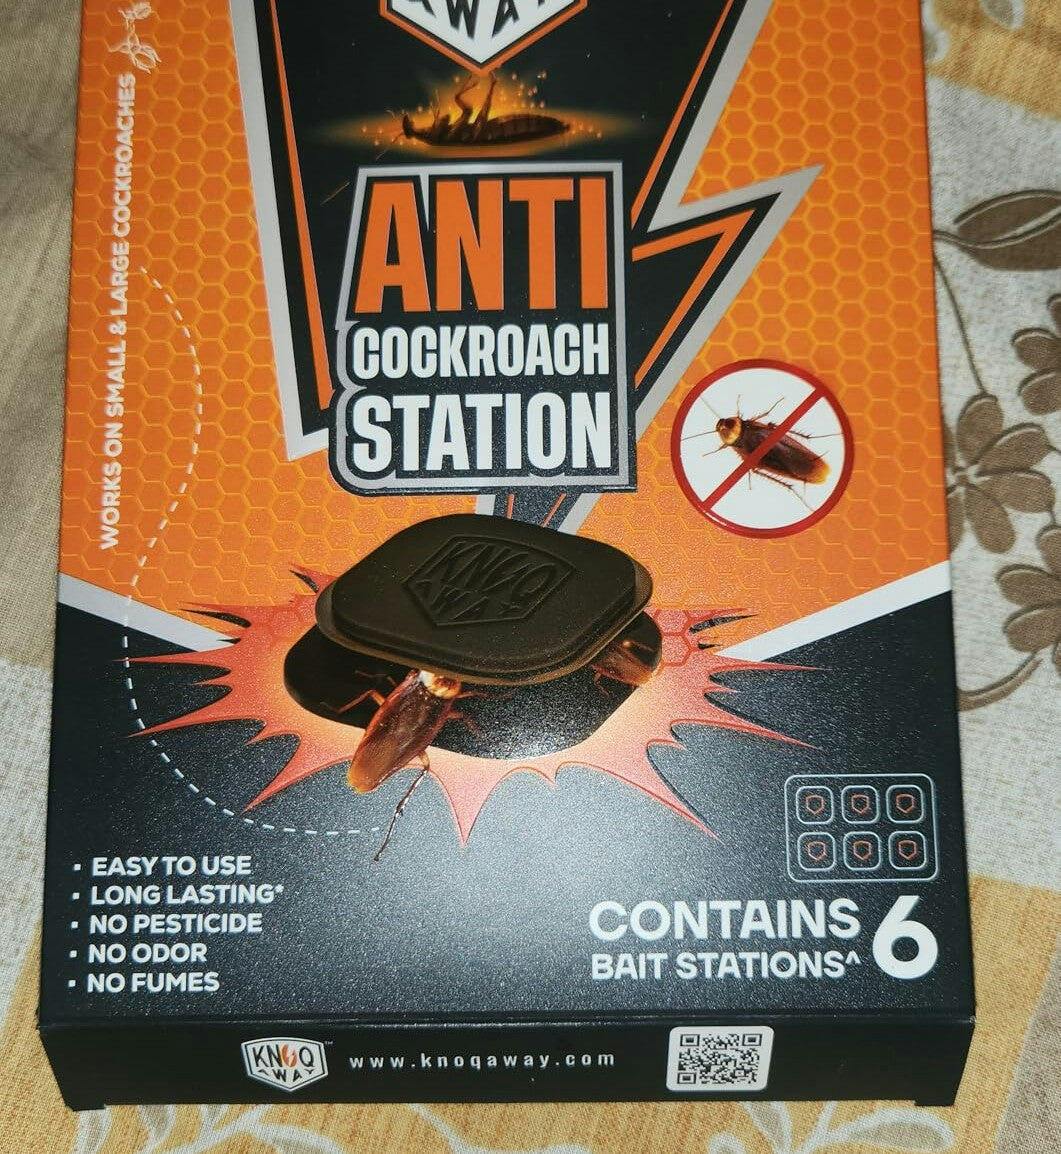 AWAY
ANTI
COCKROACH
STATION
WORKS ON SMALL & LARGE COCKROACHES
KNOQ
AWAY
· EASY TO USE
· LONG LASTING*
· NO PESTICIDE
· NO ODOR
· NO FUMES
CONTAINS 6
BAIT STATIONS^
KNOQ
AWAY™
www.knoqaway.com